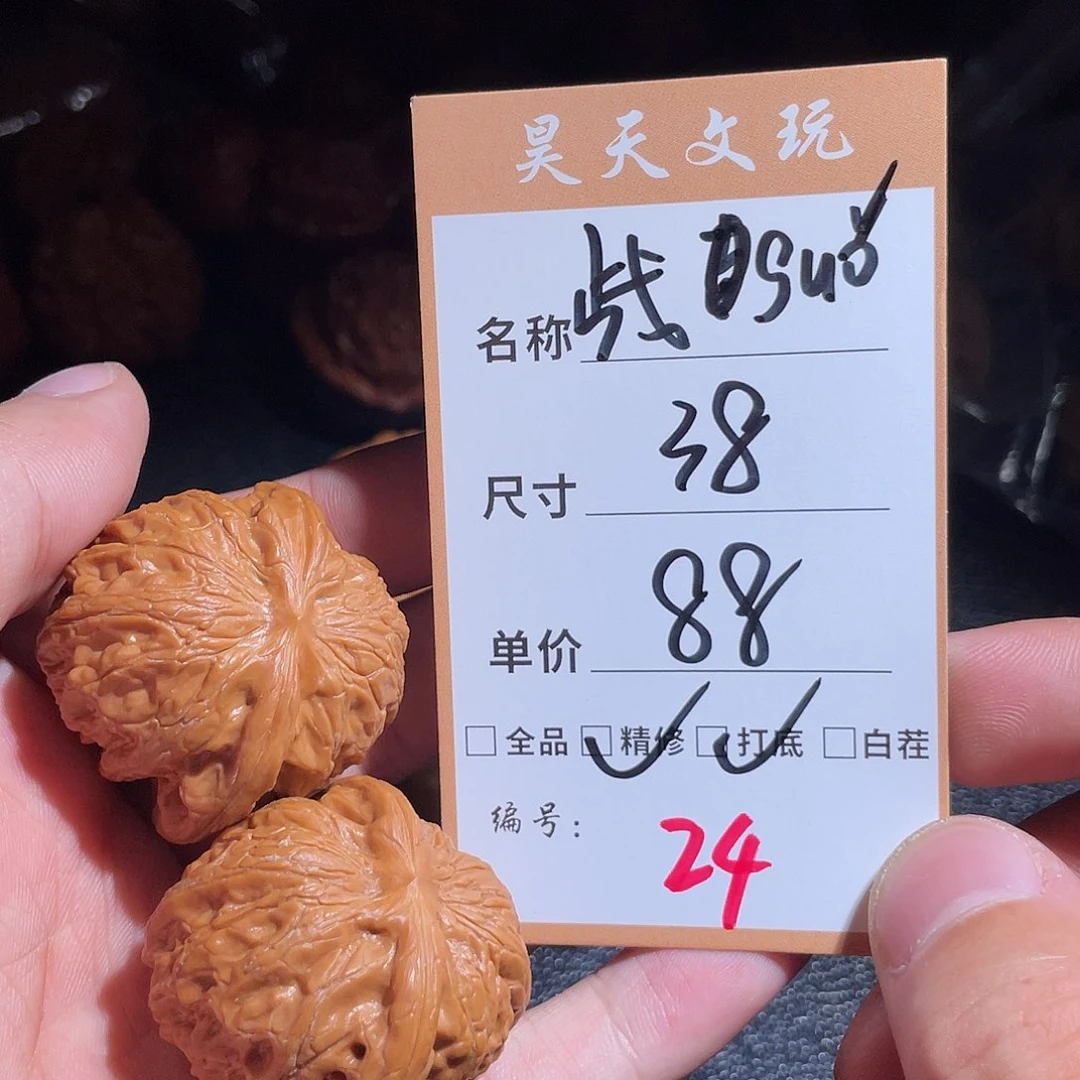 昊天文玩
名称 紫
尺寸 38
单价 88
□全品 ☑精修 ☑打底 □白茬
编号: 24